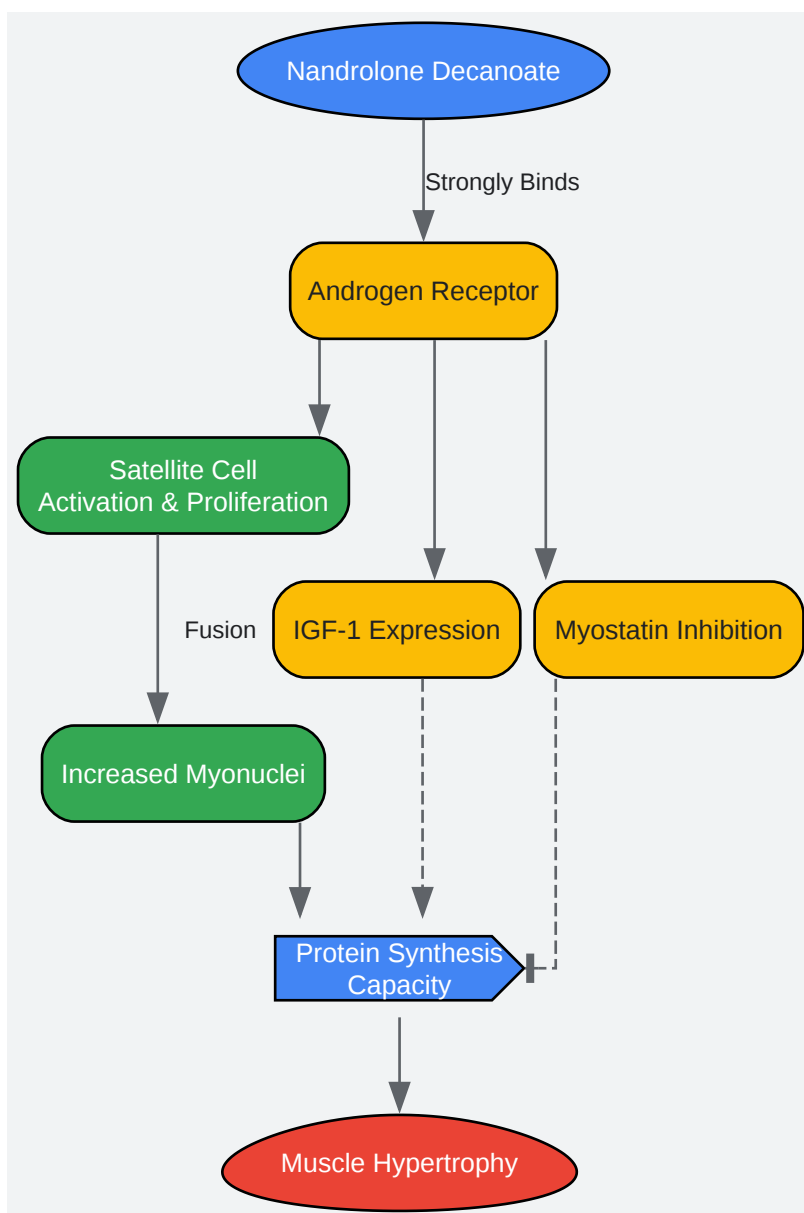 Nandrolone Decanoate
Strongly Binds
Androgen Receptor
Satellite Cell
Activation & Proliferation
Fusion
IGF-1 Expression
Myostatin Inhibition
Increased Myonuclei
Protein Synthesis
Capacity
Muscle Hypertrophy